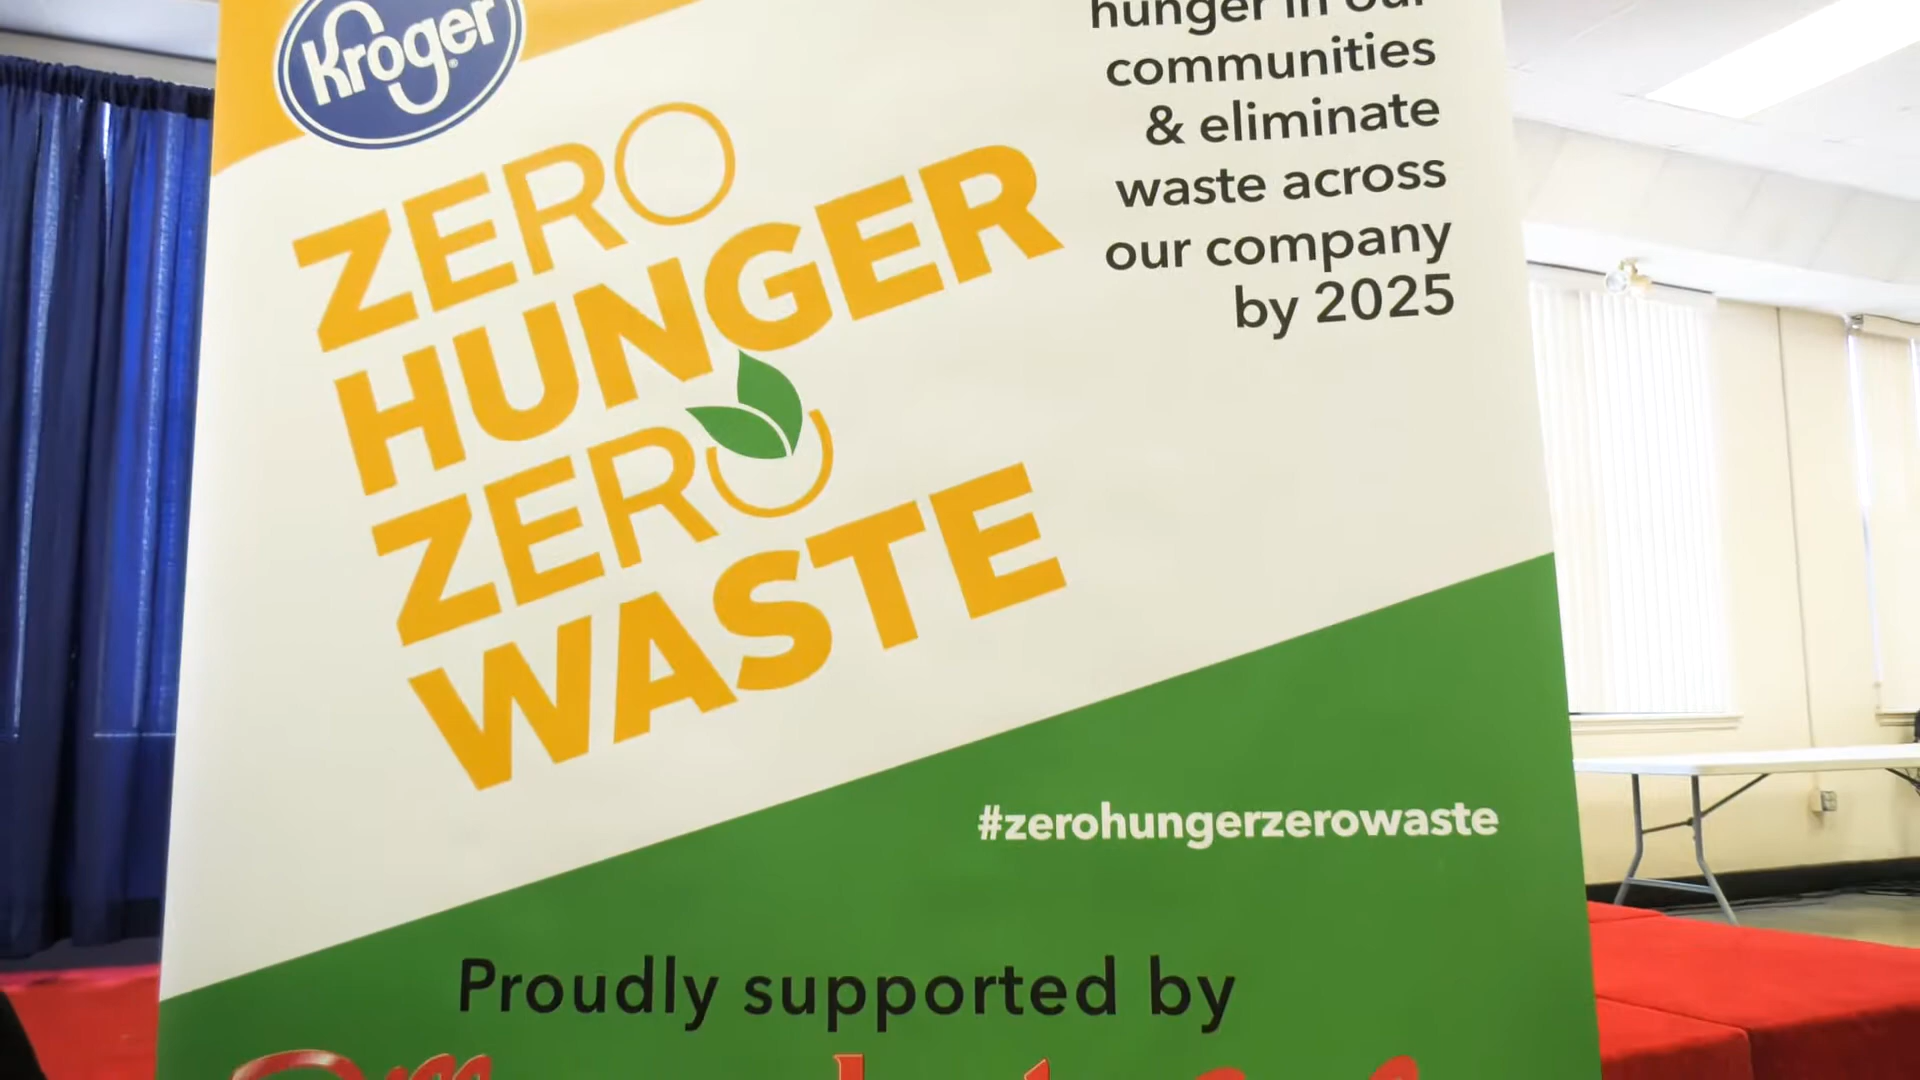 Kroger
ZERO
HUNGER
ZERO
WASTE
hunger in our
communities
& eliminate
waste across
our company
by 2025
#zerohungerzerowaste
Proudly supported by